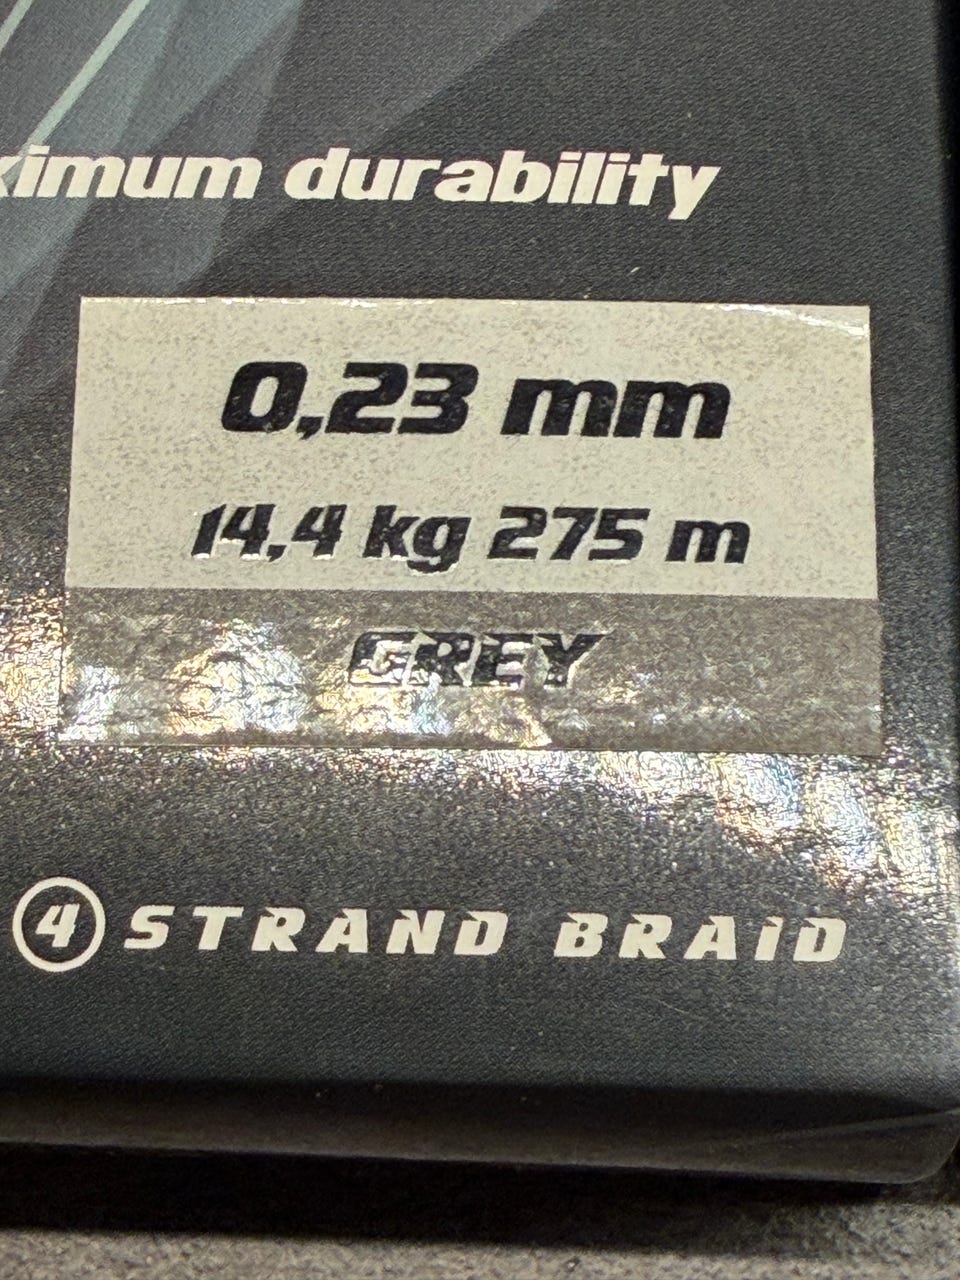 ximum durability
0,23 mm
14,4 kg 275 m
GREY
4 STRAND BRAID